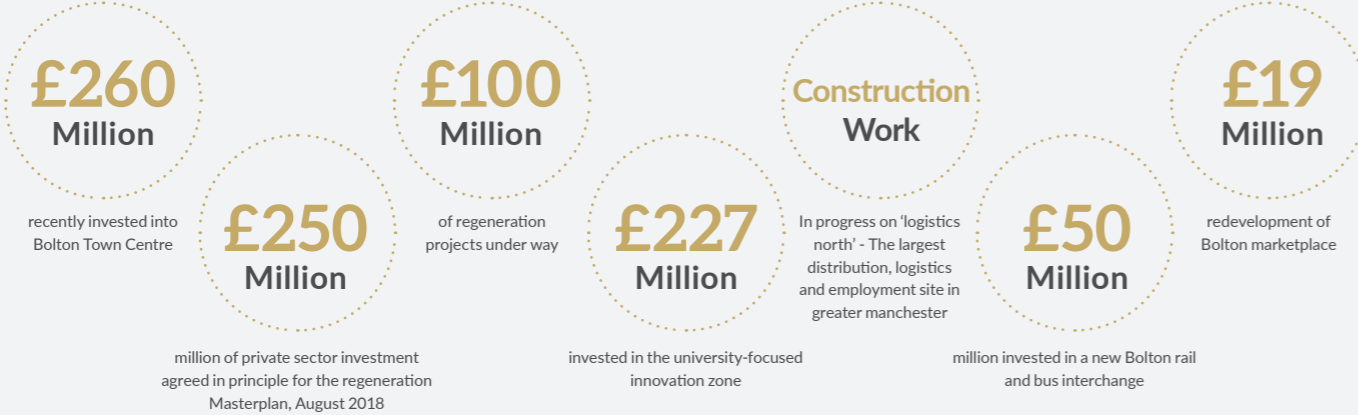 £260
Million
recently invested into
Bolton Town Centre
£250
Million
million of private sector investment
agreed in principle for the regeneration
Masterplan, August 2018
£100
Million
of regeneration
projects under way
£227
Million
invested in the university-focused
innovation zone
Construction
Work
In progress on ‘logistics
north’ - The largest
distribution, logistics
and employment site in
greater manchester
£50
Million
million invested in a new Bolton rail
and bus interchange
£19
Million
redevelopment of
Bolton marketplace